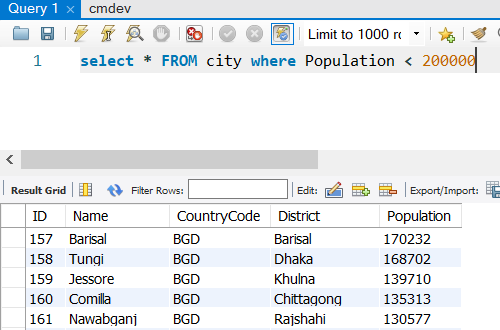 Query 1 cmdev
Limit to 1000 rc
1 select * FROM city where Population < 200000
Result Grid Filter Rows: Edit: Export/Import:
ID Name CountryCode District Population
157 Barisal BGD Barisal 170232
158 Tungi BGD Dhaka 168702
159 Jessore BGD Khulna 139710
160 Comilla BGD Chittagong 135313
161 Nawabganj BGD Rajshahi 130577